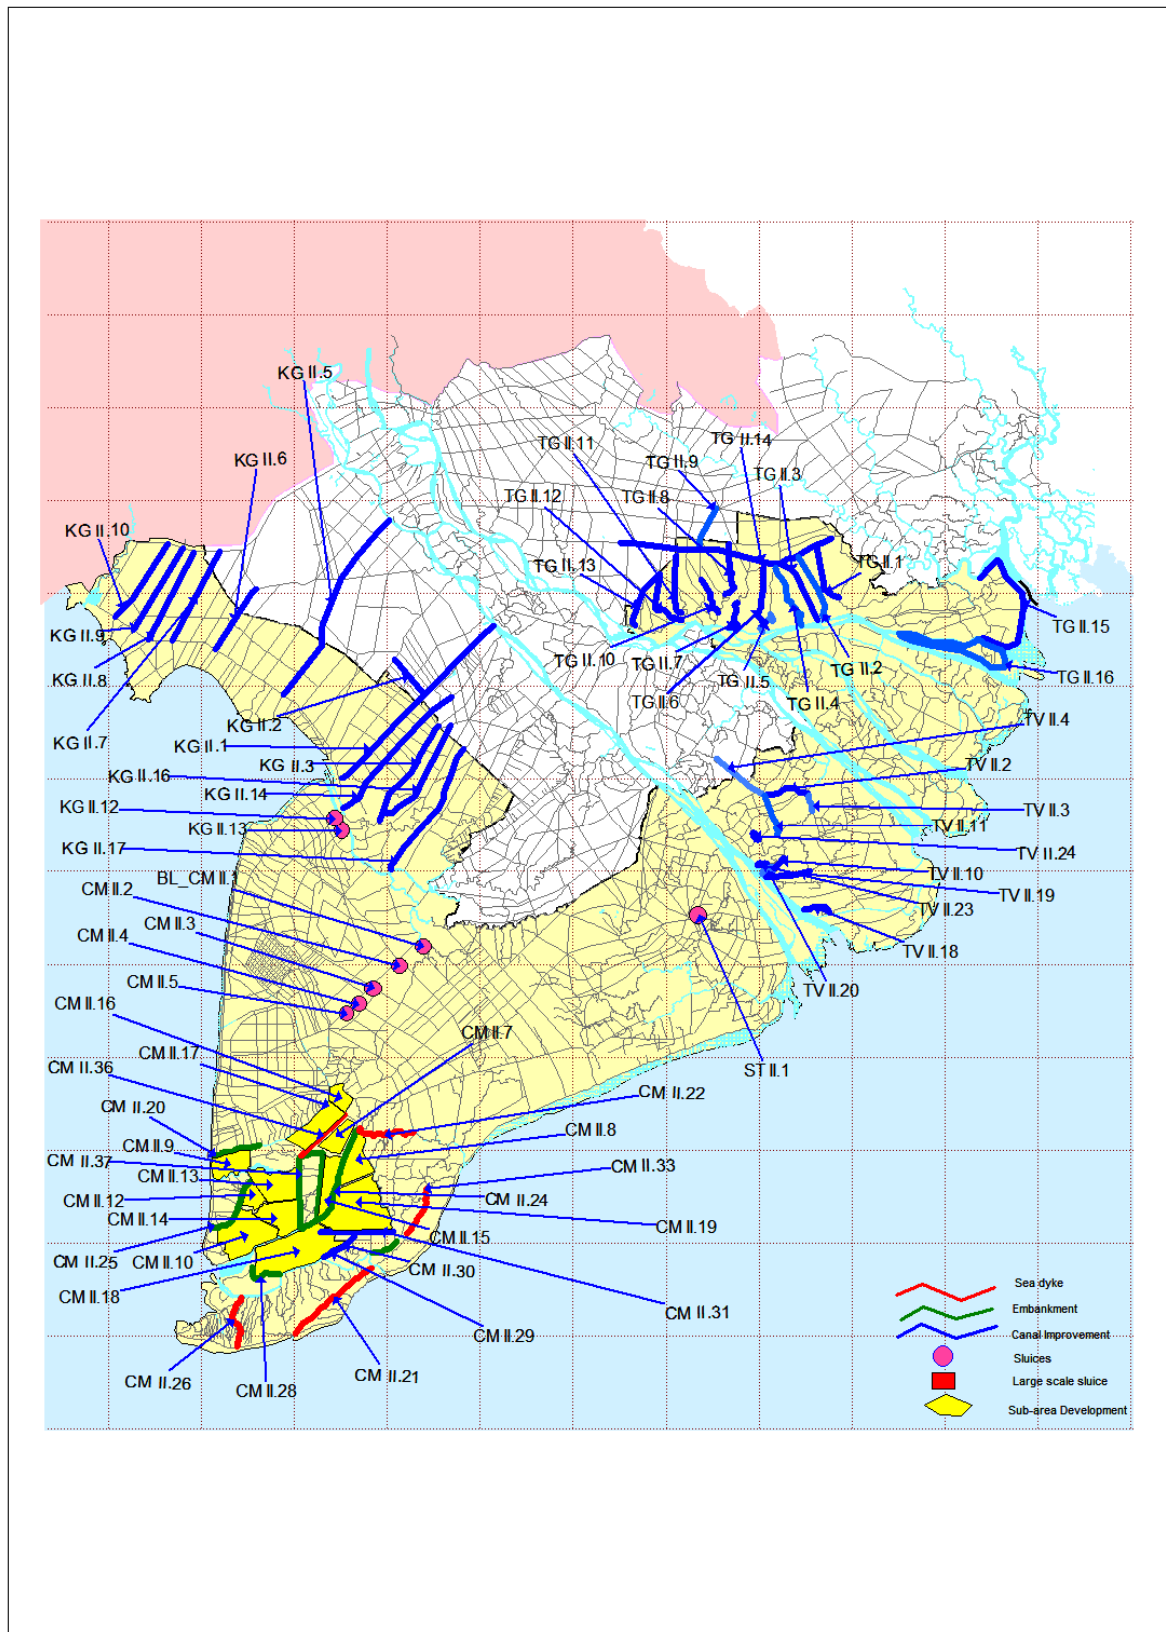 KG II.5
TG II.14
TG II.11
KG II.6
TG II.9
TG II.3
TG II.12
TG II.8
KG II.10
TG II.1
TG II.13
TG II.15
KG II.9
TG II.10
TG II.7
TG II.2
KG II.8
TG II.5
TG II.16
TG II.6
TG II.4
KG II.2
TV II.4
KG II.7
KG II.1
KG II.3
TV II.2
KG II.16
KG II.14
KG II.12
TV II.3
KG II.13
TV II.11
KG II.17
TV II.24
BL_CM II.1
TV II.10
CM II.2
TV II.19
CM II.3
TV II.23
CM II.4
TV II.18
CM II.5
TV II.20
CM II.16
CM II.7
CM II.17
CM II.36
ST II.1
CM II.20
CM II.22
CM II.9
CM II.8
CM II.37
CM II.33
CM II.13
CM II.12
CM II.24
CM II.14
CM II.19
CM II.15
CM II.25
CM II.10
CM II.30
CM II.18
CM II.31
CM II.29
CM II.26
CM II.21
CM II.28
Sea dyke
Embankment
Canal Improvement
Sluices
Large scale sluice
Sub-area Development